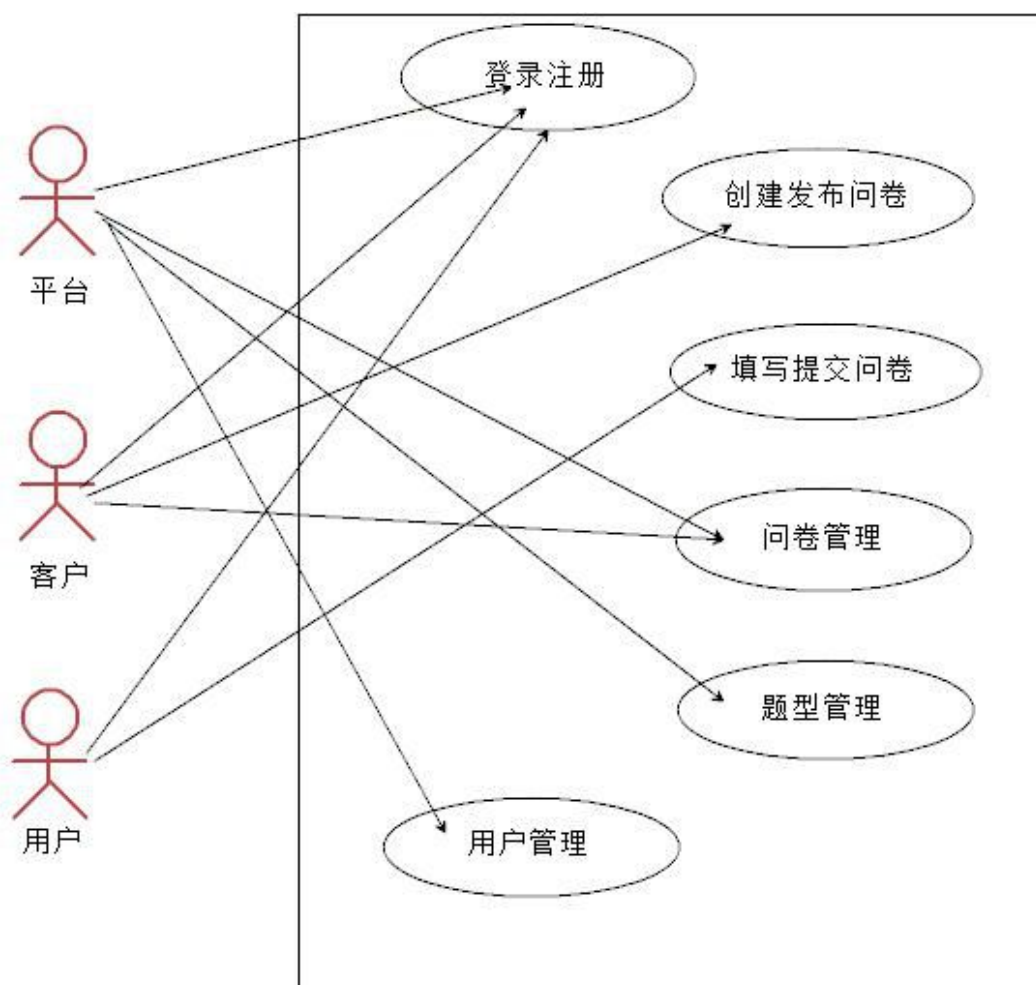 登录注册
创建发布问卷
平台
填写提交问卷
问卷管理
客户
题型管理
用户管理
用户